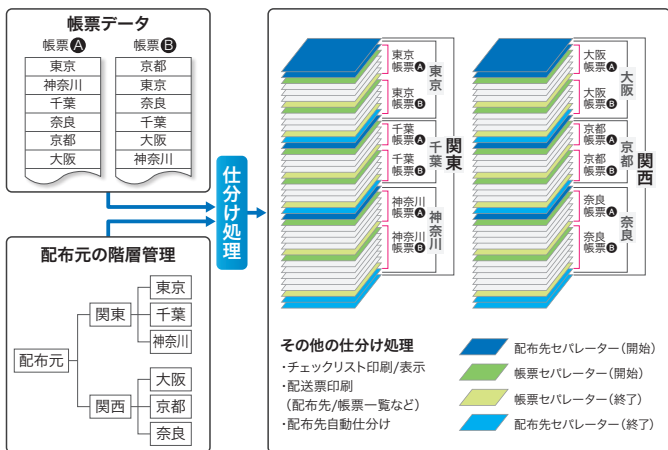 帳票データ
帳票A 帳票B
東京 京都
神奈川 東京
千葉 奈良
奈良 千葉
京都 大阪
大阪 神奈川
配布元の階層管理
配布元
関東
東京
千葉
神奈川
関西
大阪
京都
奈良
仕分け処理
東京
帳票A
東京
帳票B
東京
千葉
帳票A
千葉
帳票B
千葉
神奈川
帳票A
神奈川
帳票B
神奈川
関東
大阪
帳票A
大阪
帳票B
大阪
京都
帳票A
京都
帳票B
京都
奈良
帳票A
奈良
帳票B
奈良
関西
その他の仕分け処理
・チェックリスト印刷/表示
・配送票印刷
(配布先/帳票一覧など)
・配布先自動仕分け
配布先セパレーター(開始)
帳票セパレーター(開始)
帳票セパレーター(終了)
配布先セパレーター(終了)